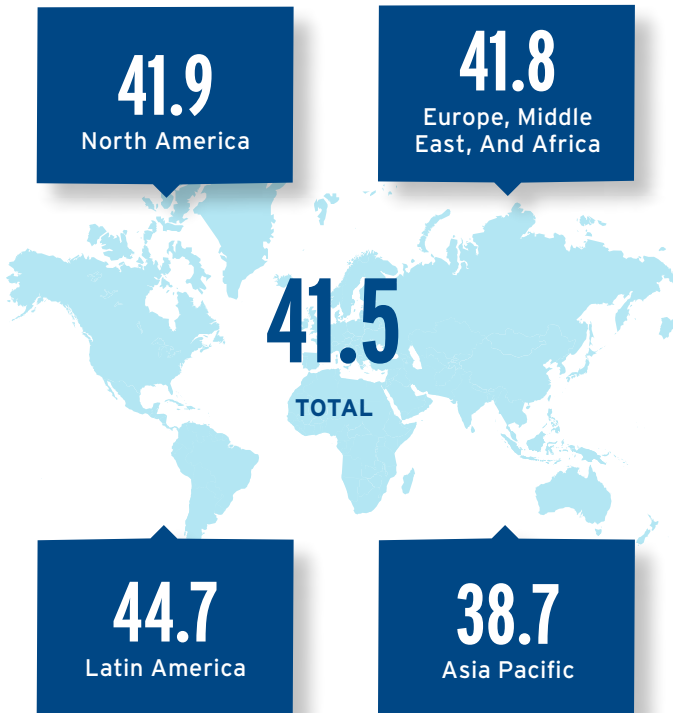 41.9
North America
41.8
Europe, Middle
East, And Africa
41.5
TOTAL
44.7
Latin America
38.7
Asia Pacific